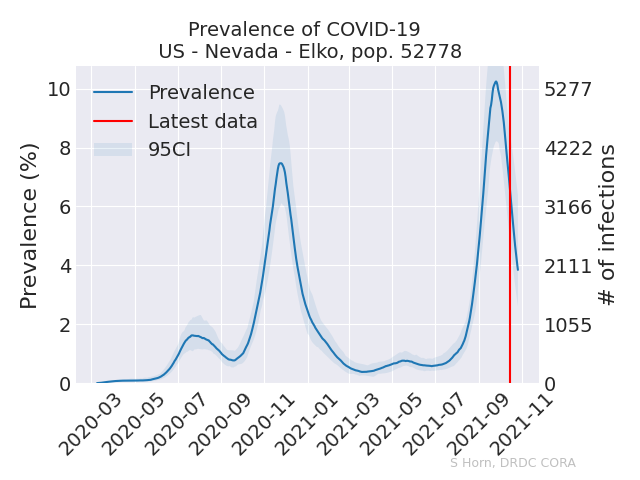 Prevalence of COVID-19
US - Nevada - Elko, pop. 52778
Prevalence
Latest data
95CI
Prevalence (%)
10
8
6
4
2
0
5277
4222
3166
2111
1055
0
# of infections
2020-03
2020-05
2020-07
2020-09
2020-11
2021-01
2021-03
2021-05
2021-07
2021-09
2021-11
S Horn, DRDC CORA